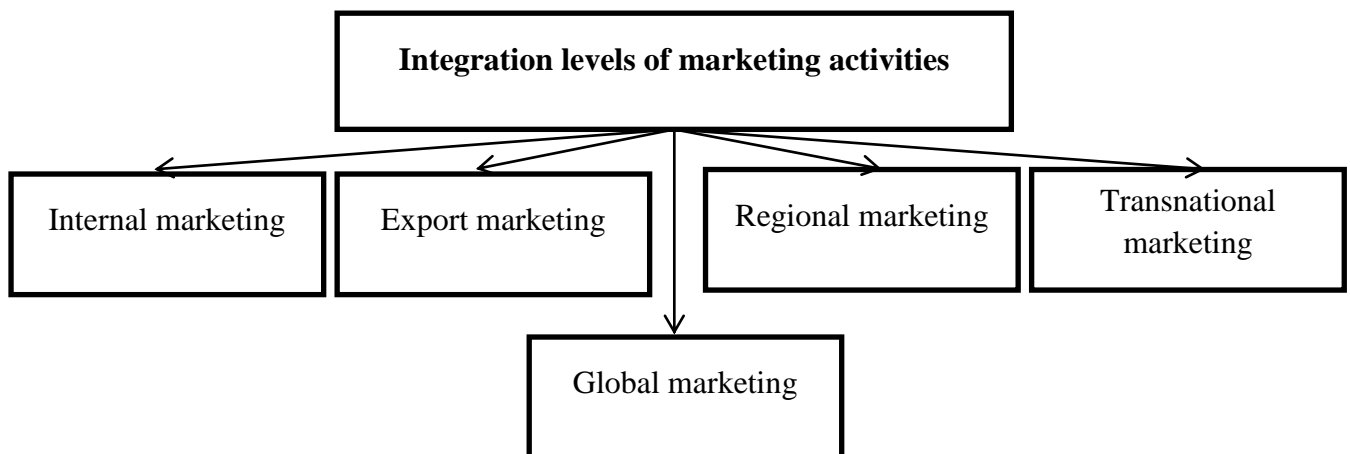 Integration levels of marketing activities
Internal marketing
Export marketing
Regional marketing
Transnational
marketing
Global marketing